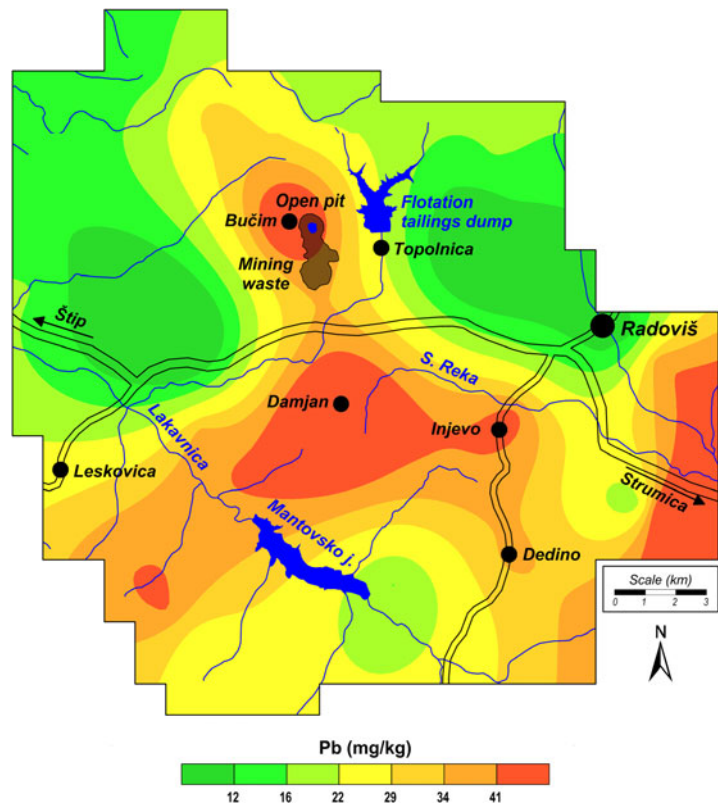 Open pit
Bučim
Flotation
tailings dump
Topolnica
Mining
waste
Štip
Radoviš
S. Reka
Damjan
Lakavnica
Injevo
Leskovica
Strumica
Mantovsko j.
Dedino
Scale (km)
0 1 2 3
N
Pb (mg/kg)
12 16 22 29 34 41